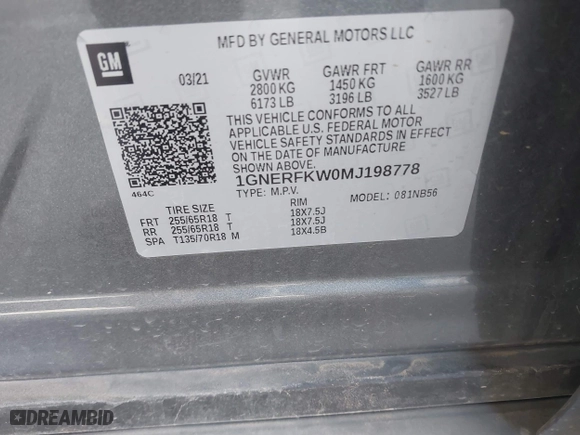 MFD BY GENERAL MOTORS LLC
GM
03/21 GVWR GAWR FRT GAWR RR
2800 KG 1450 KG 1600 KG
6173 LB 3196 LB 3527 LB
THIS VEHICLE CONFORMS TO ALL
APPLICABLE U.S. FEDERAL MOTOR
VEHICLE SAFETY STANDARDS IN EFFECT
ON THE DATE OF MANUFACTURE
SHOWN ABOVE.
1GNERFKW0MJ198778
464C TYPE: M.P.V. MODEL: 081NB56
TIRE SIZE RIM
FRT 255/65R18 T 18X7.5J
RR 255/65R18 T 18X7.5J
SPA T135/70R18 M 18X4.5B
DREAMBID